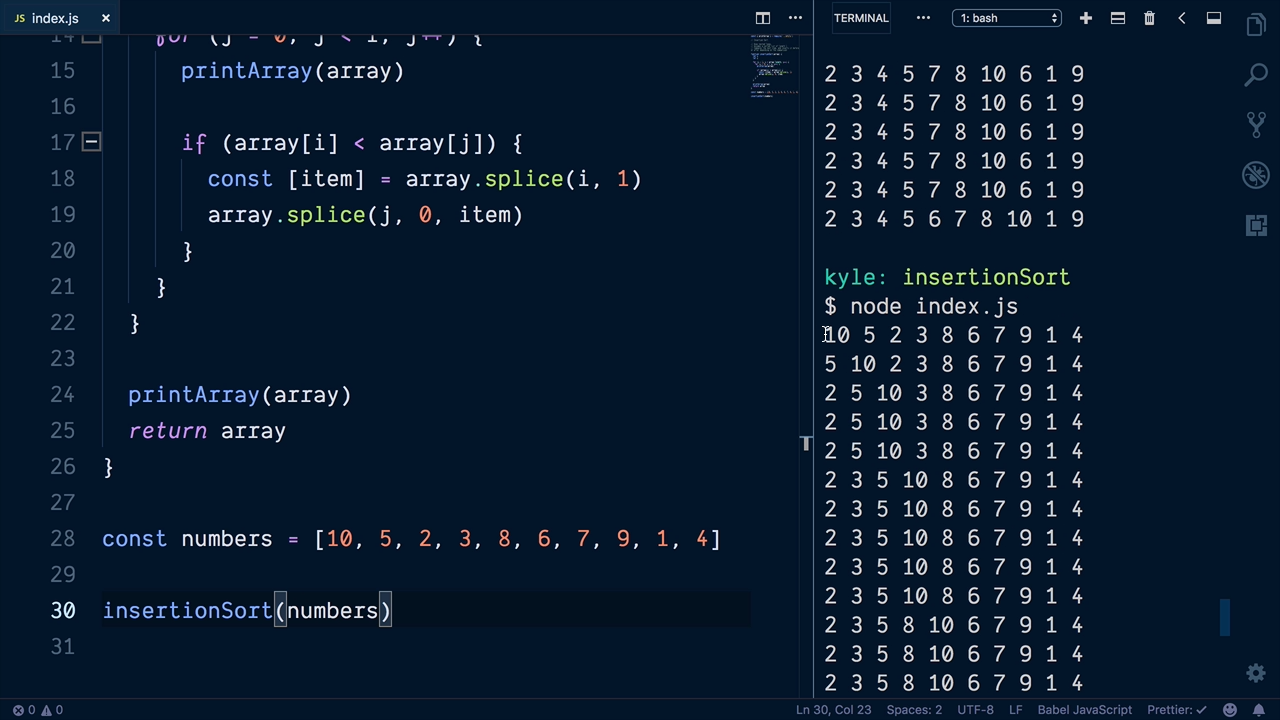 JS index.js ×
14 for (j = 0; j < i; j++) {
15 printArray(array)
16
17 if (array[i] < array[j]) {
18 const [item] = array.splice(i, 1)
19 array.splice(j, 0, item)
20 }
21 }
22 }
23
24 printArray(array)
25 return array
26 }
27
28 const numbers = [10, 5, 2, 3, 8, 6, 7, 9, 1, 4]
29
30 insertionSort(numbers)
31
TERMINAL ··· 1: bash
2 3 4 5 7 8 10 6 1 9
2 3 4 5 7 8 10 6 1 9
2 3 4 5 7 8 10 6 1 9
2 3 4 5 7 8 10 6 1 9
2 3 4 5 7 8 10 6 1 9
2 3 4 5 6 7 8 10 1 9
kyle: insertionSort
$ node index.js
10 5 2 3 8 6 7 9 1 4
5 10 2 3 8 6 7 9 1 4
2 5 10 3 8 6 7 9 1 4
2 5 10 3 8 6 7 9 1 4
2 5 10 3 8 6 7 9 1 4
2 3 5 10 8 6 7 9 1 4
2 3 5 10 8 6 7 9 1 4
2 3 5 10 8 6 7 9 1 4
2 3 5 10 8 6 7 9 1 4
2 3 5 10 8 6 7 9 1 4
2 3 5 8 10 6 7 9 1 4
2 3 5 8 10 6 7 9 1 4
2 3 5 8 10 6 7 9 1 4
0 0 Ln 30, Col 23 Spaces: 2 UTF-8 LF Babel JavaScript Prettier: ✓